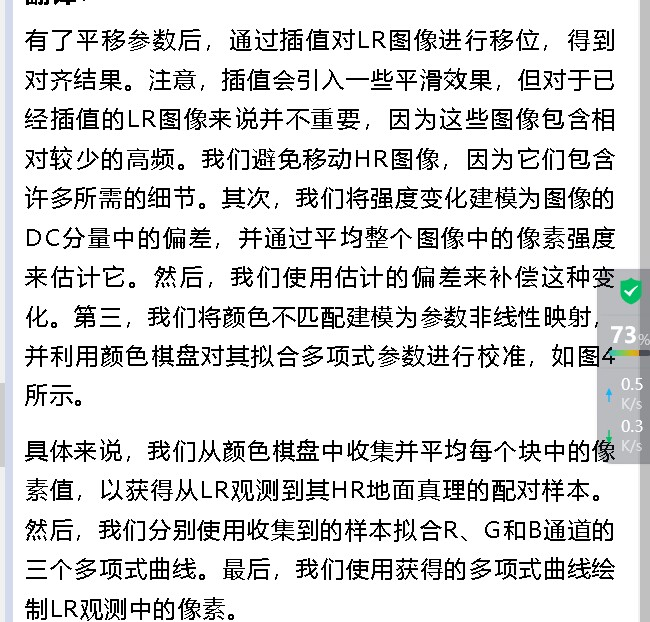 有了平移参数后，通过插值对LR图像进行移位，得到
对齐结果。注意，插值会引入一些平滑效果，但对于已
经插值的LR图像来说并不重要，因为这些图像包含相
对较少的高频。我们避免移动HR图像，因为它们包含
许多所需的细节。其次，我们将强度变化建模为图像的
DC分量中的偏差，并通过平均整个图像中的像素强度
来估计它。然后，我们使用估计的偏差来补偿这种变
化。第三，我们将颜色不匹配建模为参数非线性映射，
并利用颜色棋盘对其拟合多项式参数进行校准，如图4
所示。
具体来说，我们从颜色棋盘中收集并平均每个块中的像
素值，以获得从LR观测到其HR地面真理的配对样本。
然后，我们分别使用收集到的样本拟合R、G和B通道的
三个多项式曲线。最后，我们使用获得的多项式曲线绘
制LR观测中的像素。
73%
0.5
K/s
0.3
K/s